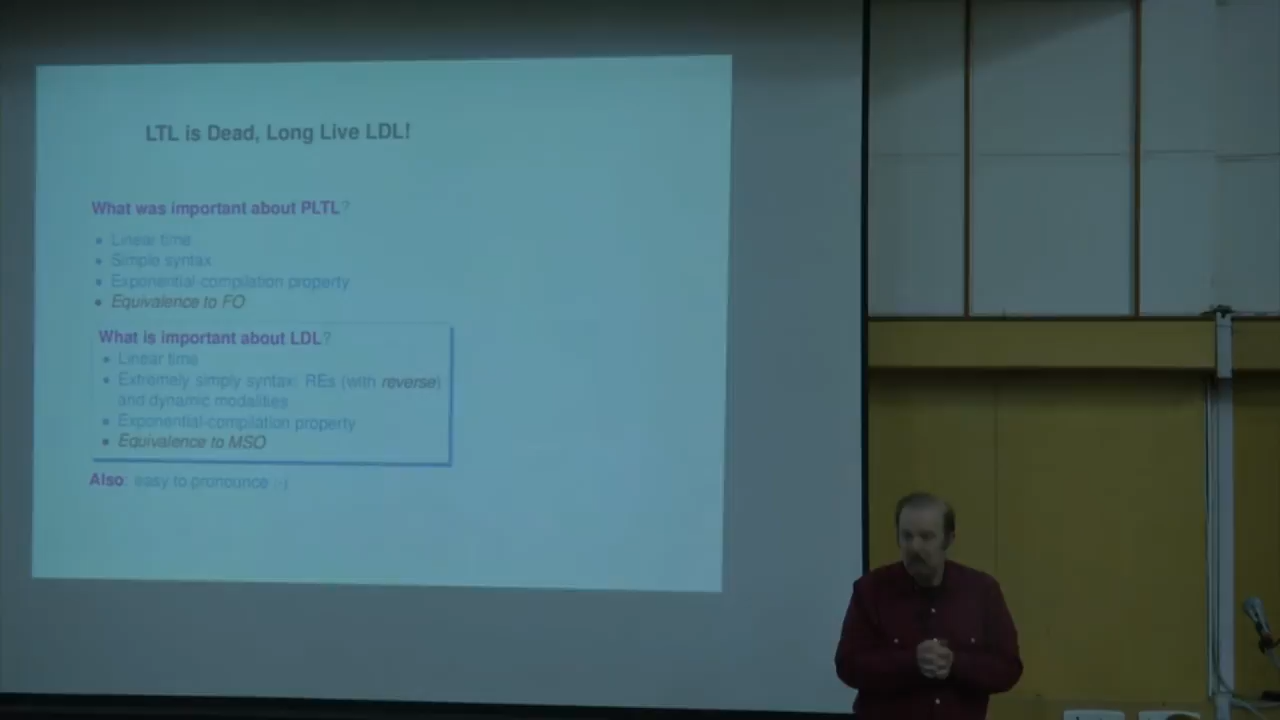 LTL is Dead, Long Live LDL!
What was important about PLTL?
• Linear time
• Simple syntax
• Exponential-compilation property
• Equivalence to FO
What is important about LDL?
• Linear time
• Extremely simply syntax: REs (with reverse)
and dynamic modalities
• Exponential-compilation property
• Equivalence to MSO
Also: easy to pronounce :-)